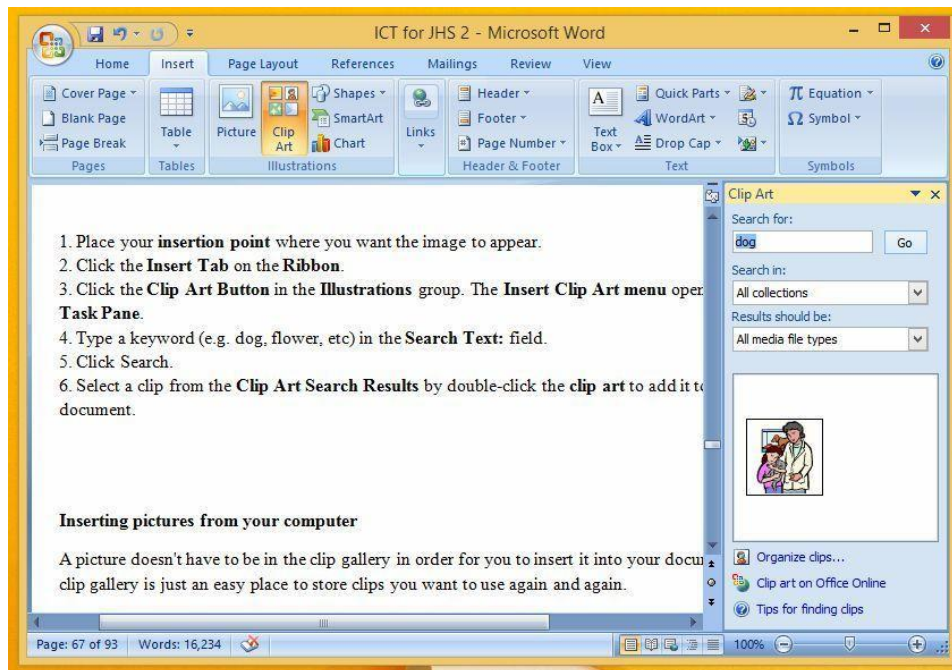 ICT for JHS 2 - Microsoft Word
Home Insert Page Layout References Mailings Review View
Cover Page
Blank Page
Page Break
Pages
Table
Tables
Picture
Clip
Art
Shapes
SmartArt
Chart
Illustrations
Links
Header
Footer
Page Number
Header & Footer
A
Text
Box
Quick Parts
WordArt
Drop Cap
Text
π Equation
Ω Symbol
Symbols
1. Place your insertion point where you want the image to appear.
2. Click the Insert Tab on the Ribbon.
3. Click the Clip Art Button in the Illustrations group. The Insert Clip Art menu oper
Task Pane.
4. Type a keyword (e.g. dog, flower, etc) in the Search Text: field.
5. Click Search.
6. Select a clip from the Clip Art Search Results by double-click the clip art to add it to
document.
Inserting pictures from your computer
A picture doesn't have to be in the clip gallery in order for you to insert it into your docu
clip gallery is just an easy place to store clips you want to use again and again.
Clip Art
Search for:
dog Go
Search in:
All collections
Results should be:
All media file types
Organize clips...
Clip art on Office Online
Tips for finding clips
Page: 67 of 93 Words: 16,234 100%